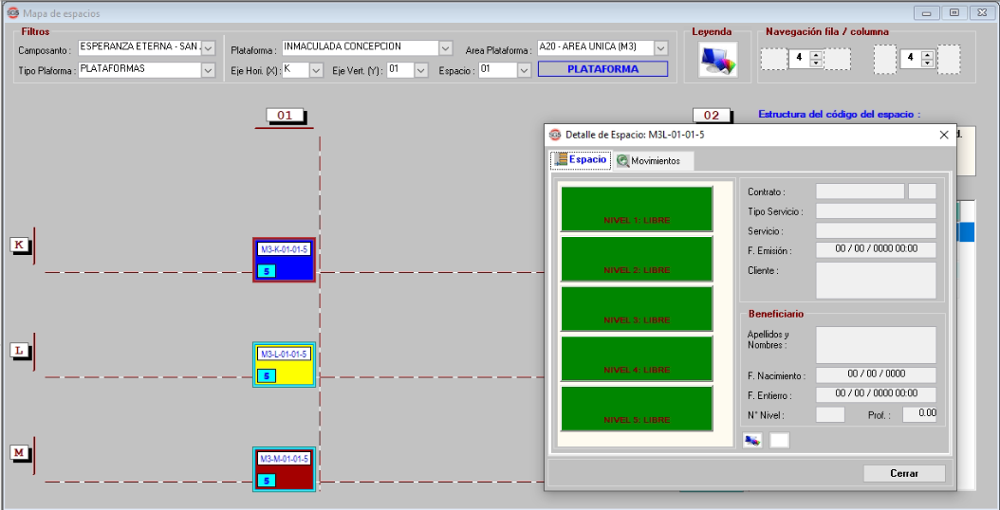 SGS Mapa de espacios
Filtros
Camposanto : ESPERANZA ETERNA - SAN
Plataforma : INMACULADA CONCEPCION
Area Plataforma : A20 - AREA UNICA (M3)
Tipo Plaforma : PLATAFORMAS
Eje Hori. (X) : K
Eje Vert. (Y) : 01
Espacio : 01
PLATAFORMA
Leyenda
Navegación fila / columna
4
4
01
02
Estructura del código del espacio :
d.
K
M3-K-01-01-5
5
L
M3-L-01-01-5
5
M
M3-M-01-01-5
5
SGS Detalle de Espacio: M3L-01-01-5
Espacio
Movimientos
NIVEL 1: LIBRE
NIVEL 2: LIBRE
NIVEL 3: LIBRE
NIVEL 4: LIBRE
NIVEL 5: LIBRE
Contrato :
Tipo Servicio :
Servicio :
F. Emisión : 00 / 00 / 0000 00:00
Cliente :
Beneficiario
Apellidos y
Nombres :
F. Nacimiento : 00 / 00 / 0000
F. Entierro : 00 / 00 / 0000 00:00
N° Nivel :
Prof. : 0.00
Cerrar